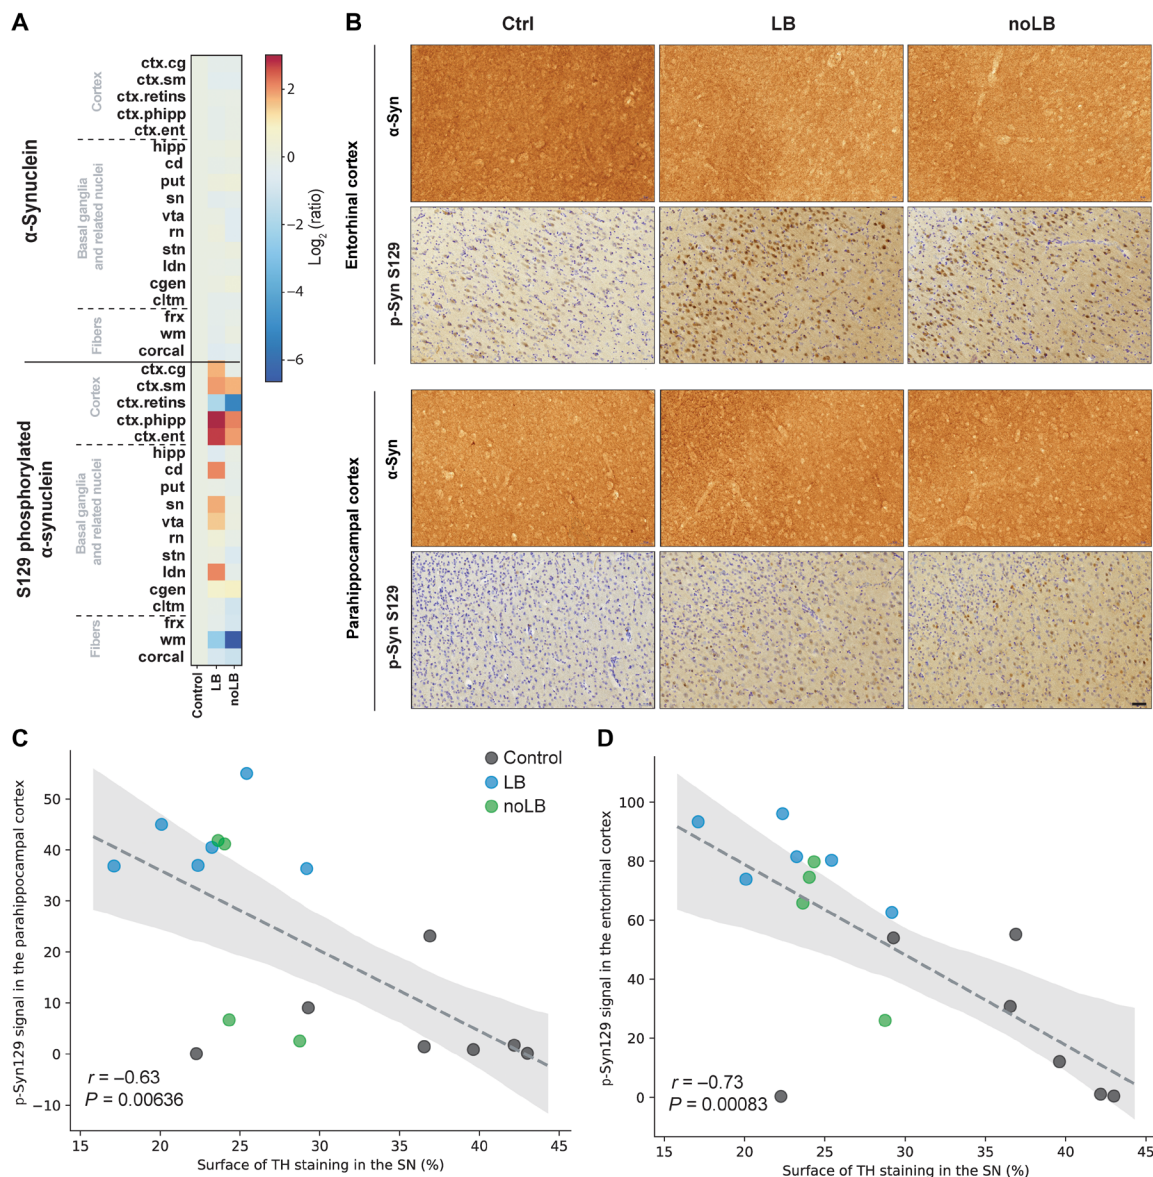 A
α-Synuclein
Cortex
ctx.cg
ctx.sm
ctx.retins
ctx.phipp
ctx.ent
Basal ganglia
and related nuclei
hipp
cd
put
sn
vta
rn
stn
ldn
cgen
cltm
Fibers
frx
wm
corcal
S129 phosphorylated
α-synuclein
Cortex
ctx.cg
ctx.sm
ctx.retins
ctx.phipp
ctx.ent
Basal ganglia
and related nuclei
hipp
cd
put
sn
vta
rn
stn
ldn
cgen
cltm
Fibers
frx
wm
corcal
Control
LB
noLB
2
0
−2
−4
−6
Log2 (ratio)
B
Ctrl
LB
noLB
Entorhinal cortex
α-Syn
p-Syn S129
Parahippocampal cortex
α-Syn
p-Syn S129
C
p-Syn129 signal in the parahippocampal cortex
50
40
30
20
10
0
−10
Control
LB
noLB
r = −0.63
P = 0.00636
15 20 25 30 35 40 45
Surface of TH staining in the SN (%)
D
p-Syn129 signal in the entorhinal cortex
100
80
60
40
20
0
r = −0.73
P = 0.00083
15 20 25 30 35 40 45
Surface of TH staining in the SN (%)